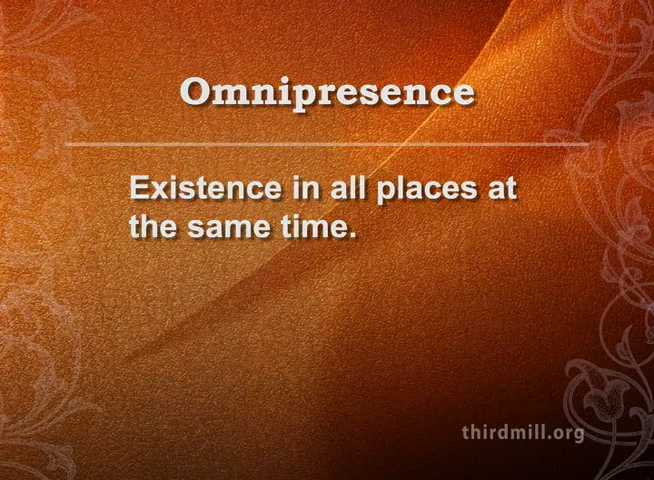 Omnipresence
Existence in all places at
the same time.
thirdmill.org